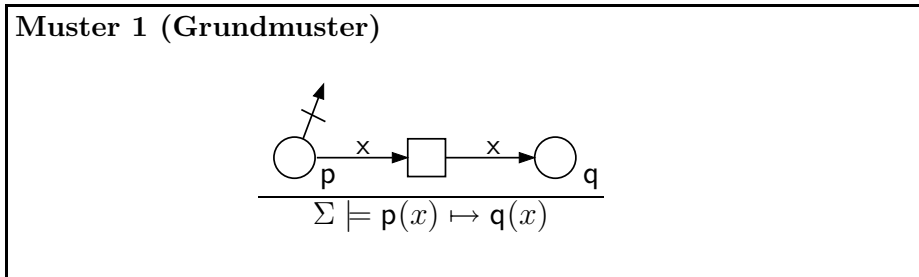 Muster 1 (Grundmuster)
x x
p q
Σ |= p(x) ↦ q(x)